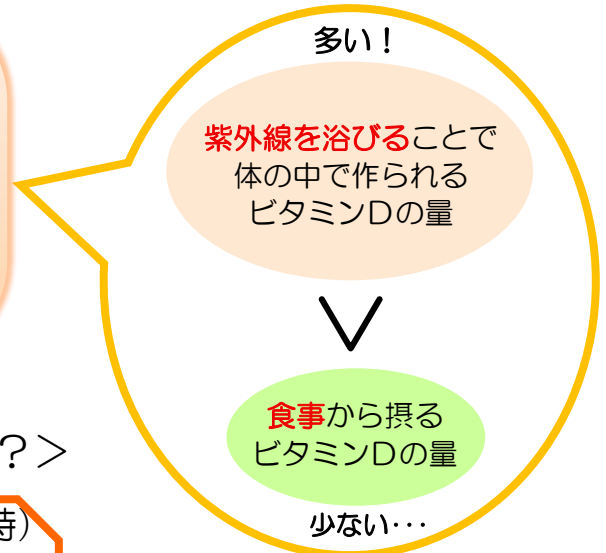 多い！
紫外線を浴びることで
体の中で作られる
ビタミンDの量
＞
食事から摂る
ビタミンDの量
少ない･･･
？＞
時）